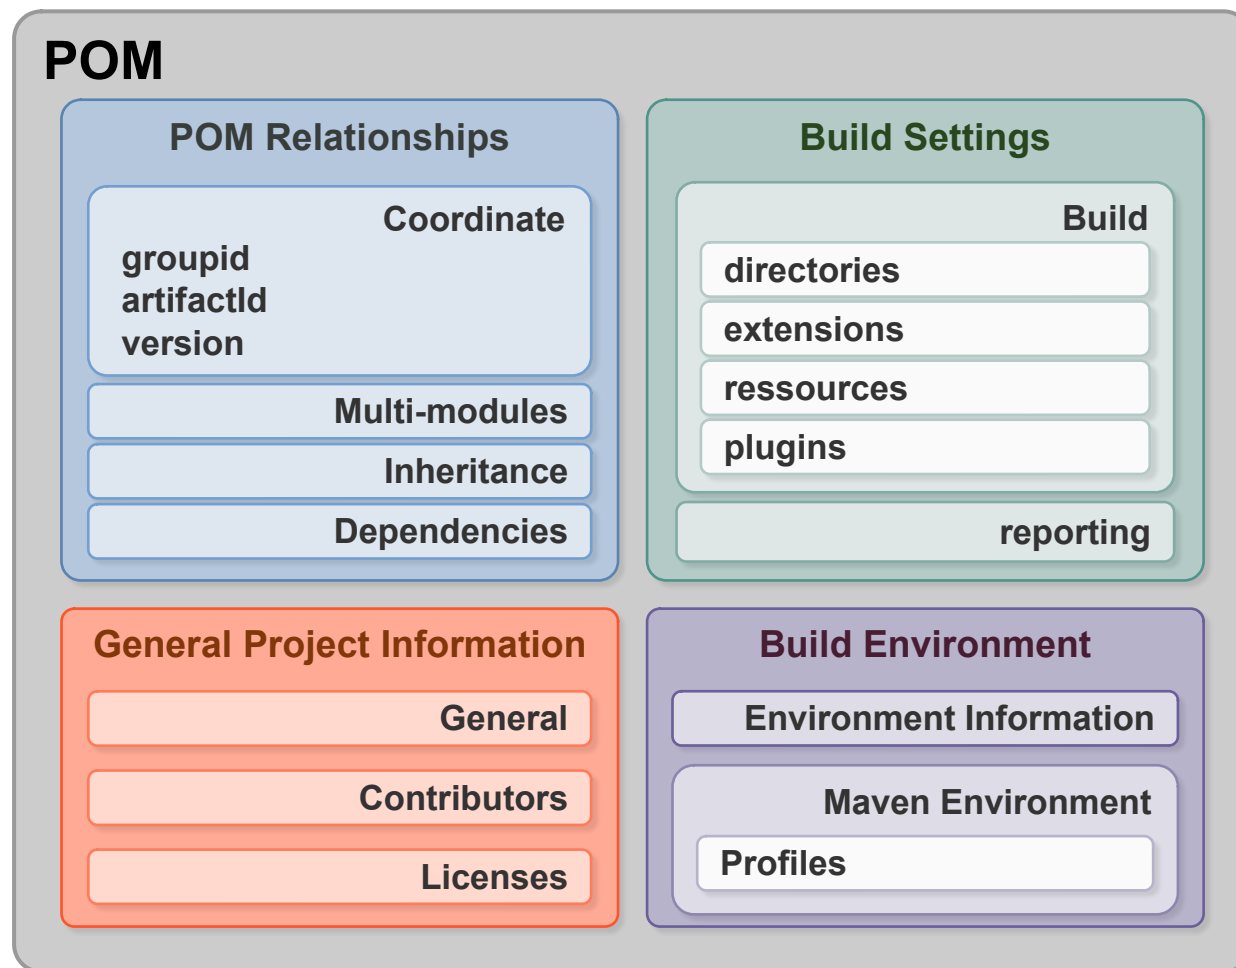 POM
POM Relationships
Coordinate
groupid
artifactId
version
Multi-modules
Inheritance
Dependencies
Build Settings
Build
directories
extensions
ressources
plugins
reporting
General Project Information
General
Contributors
Licenses
Build Environment
Environment Information
Maven Environment
Profiles